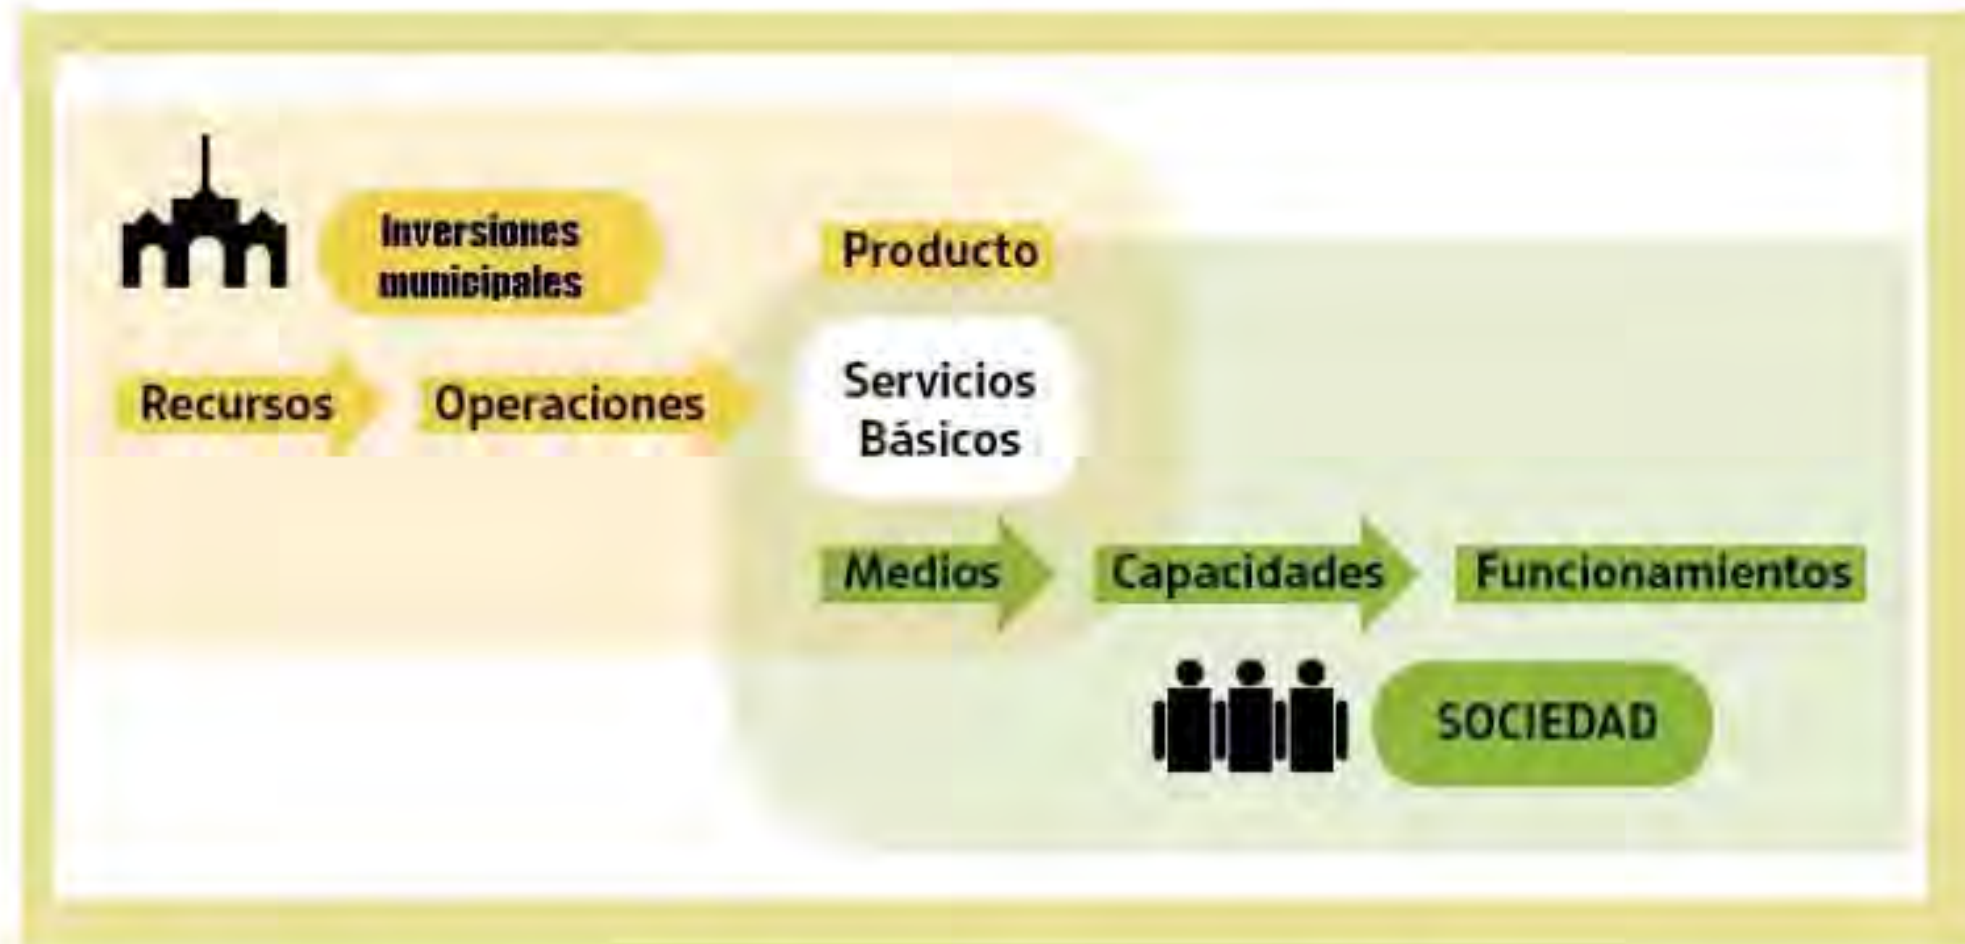 Inversiones
municipales
Producto
Recursos
Operaciones
Servicios
Básicos
Medios
Capacidades
Funcionamientos
SOCIEDAD